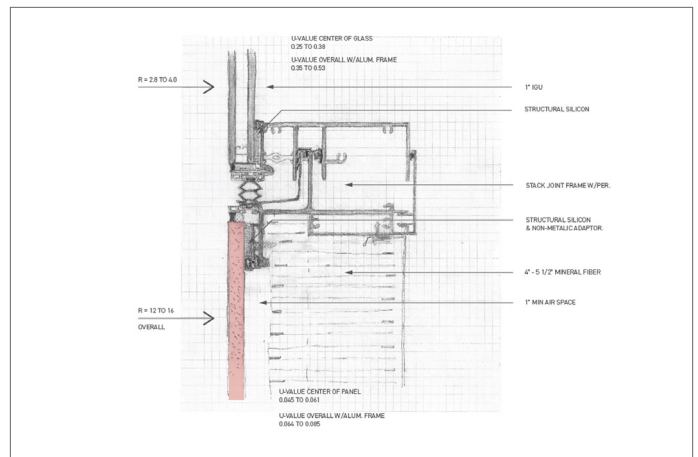 U-VALUE CENTER OF GLASS
0.25 TO 0.38
U-VALUE OVERALL W/ALUM. FRAME
0.35 TO 0.53
R = 2.8 TO 4.0
1" IGU
STRUCTURAL SILICON
STACK JOINT FRAME W/PER.
STRUCTURAL SILICON
& NON-METALIC ADAPTOR.
4" - 5 1/2" MINERAL FIBER
1" MIN AIR SPACE
R = 12 TO 16
OVERALL
U-VALUE CENTER OF PANEL
0.045 TO 0.061
U-VALUE OVERALL W/ALUM. FRAME
0.064 TO 0.085